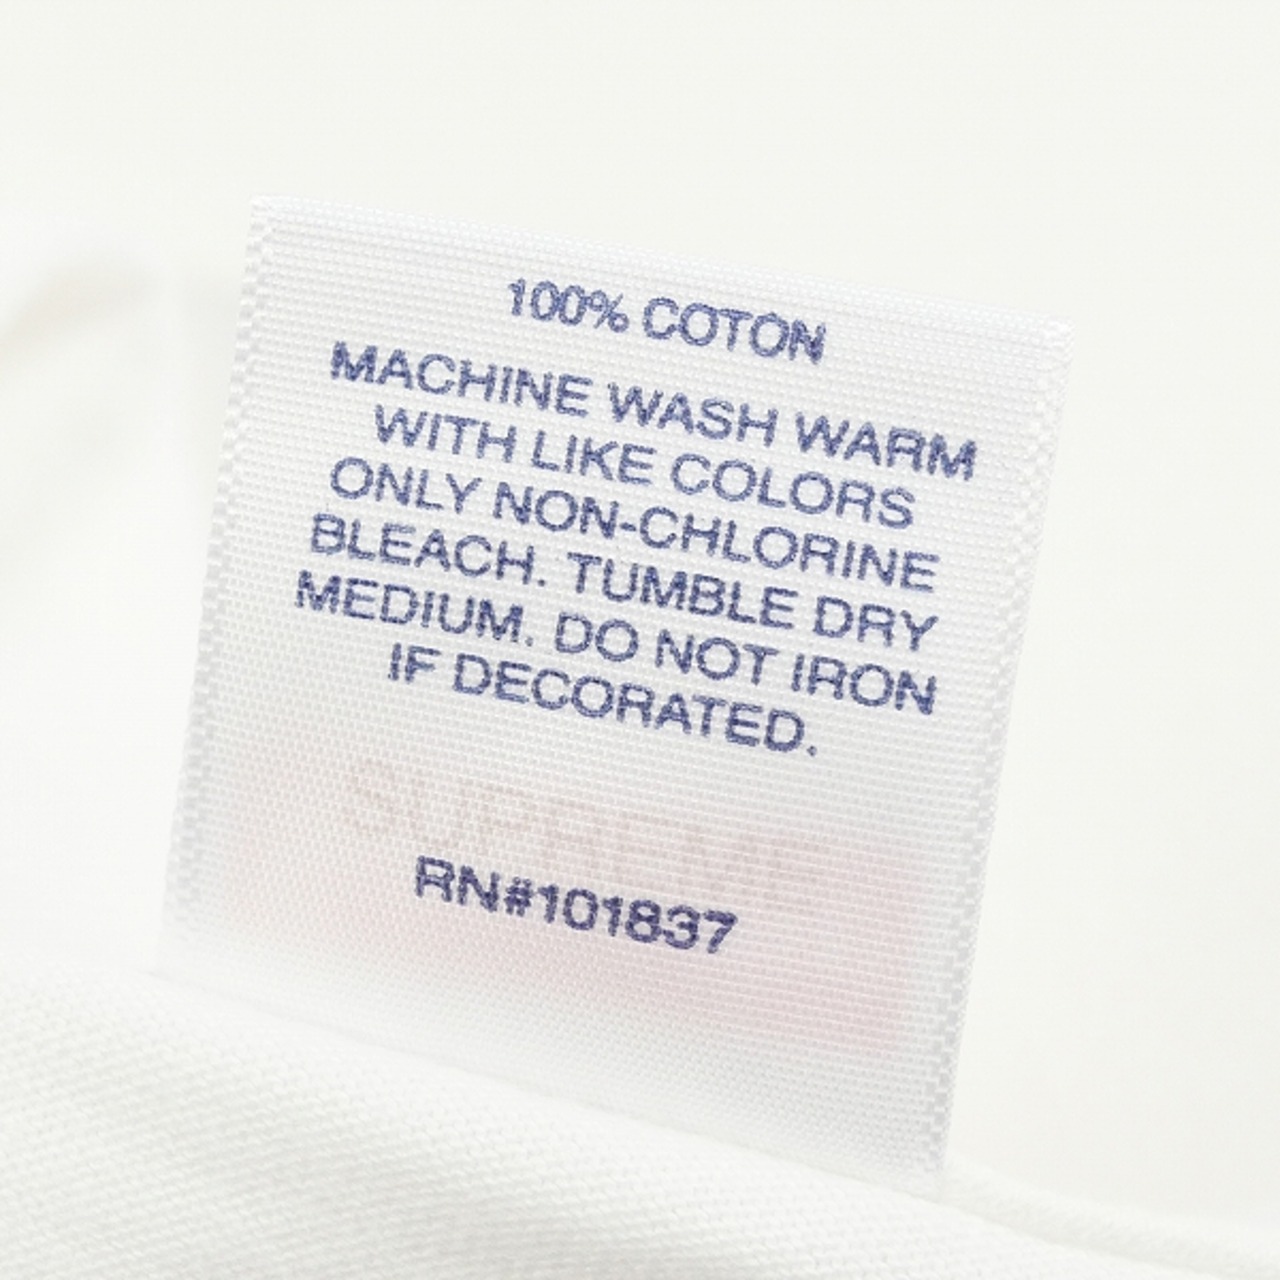 100% COTON
MACHINE WASH WARM
WITH LIKE COLORS
ONLY NON-CHLORINE
BLEACH. TUMBLE DRY
MEDIUM. DO NOT IRON
IF DECORATED.
RN#101837